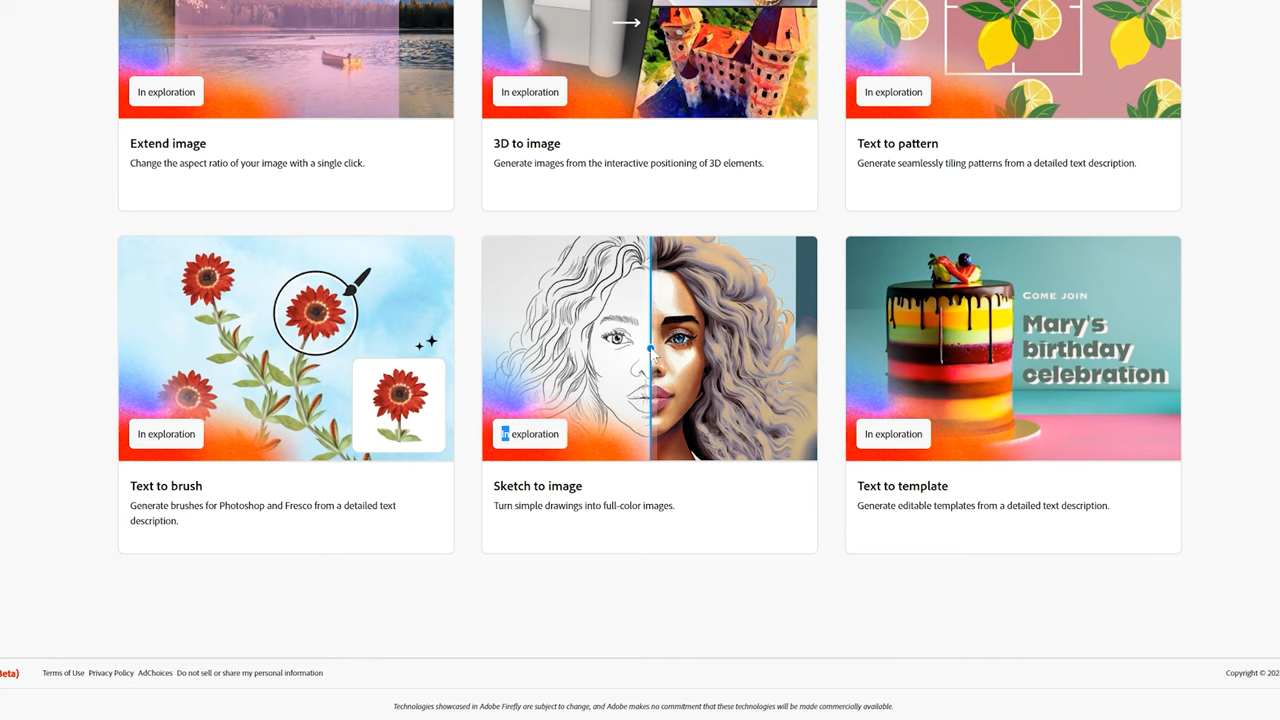 In exploration
In exploration
In exploration
Extend image
Change the aspect ratio of your image with a single click.
3D to image
Generate images from the interactive positioning of 3D elements.
Text to pattern
Generate seamlessly tiling patterns from a detailed text description.
COME JOIN
Mary's
birthday
celebration
In exploration
In exploration
In exploration
Text to brush
Generate brushes for Photoshop and Fresco from a detailed text
description.
Sketch to image
Turn simple drawings into full-color images.
Text to template
Generate editable templates from a detailed text description.
Beta) Terms of Use Privacy Policy AdChoices Do not sell or share my personal information Copyright © 202
Technologies showcased in Adobe Firefly are subject to change, and Adobe makes no commitment that these technologies will be made commercially available.